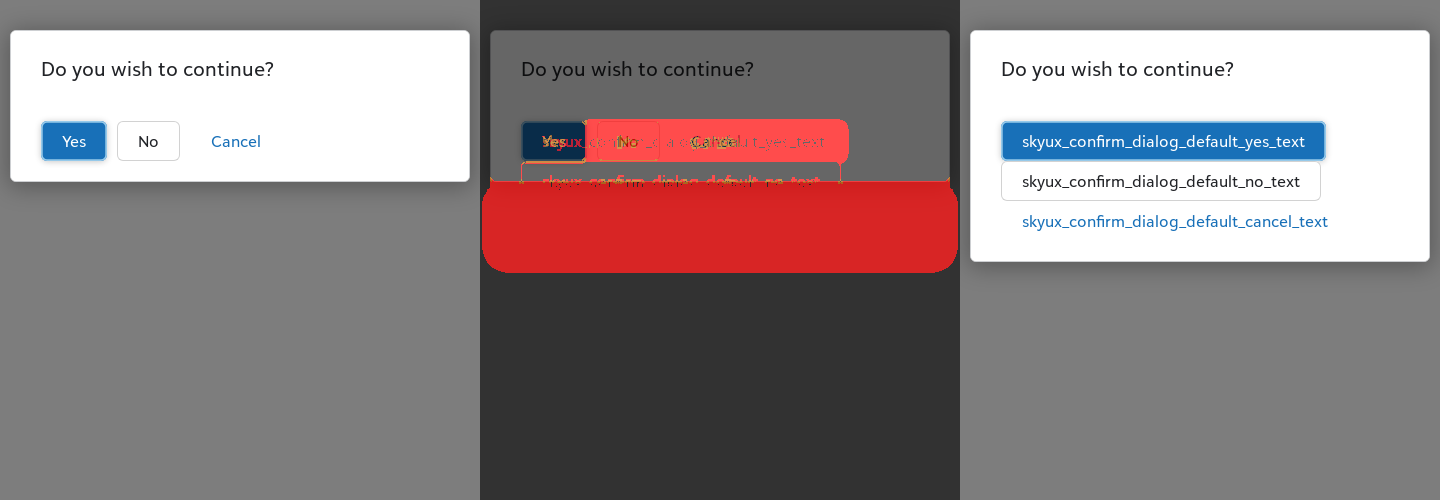 Do you wish to continue?
Yes No Cancel
Do you wish to continue?
Yes No Cancel
skyux_confirm_dialog_default_no_text
Do you wish to continue?
skyux_confirm_dialog_default_yes_text
skyux_confirm_dialog_default_no_text
skyux_confirm_dialog_default_cancel_text